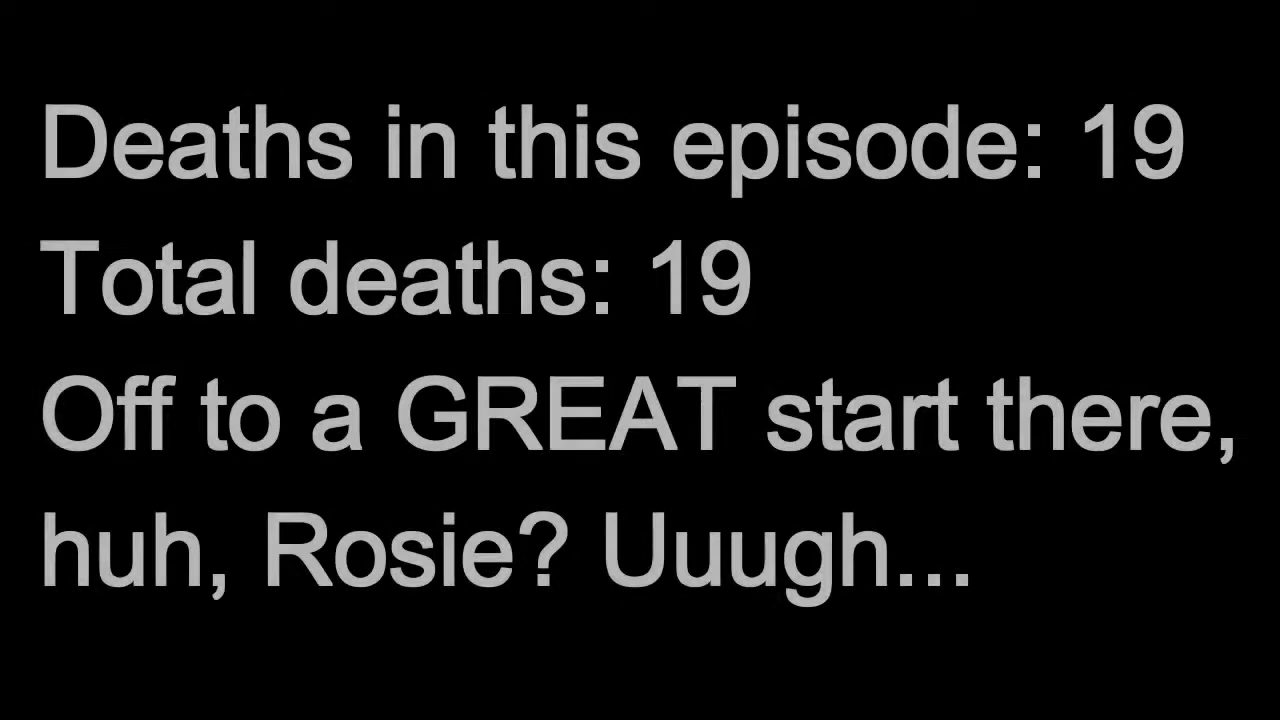 Deaths in this episode: 19
Total deaths: 19
Off to a GREAT start there,
huh, Rosie? Uuugh...